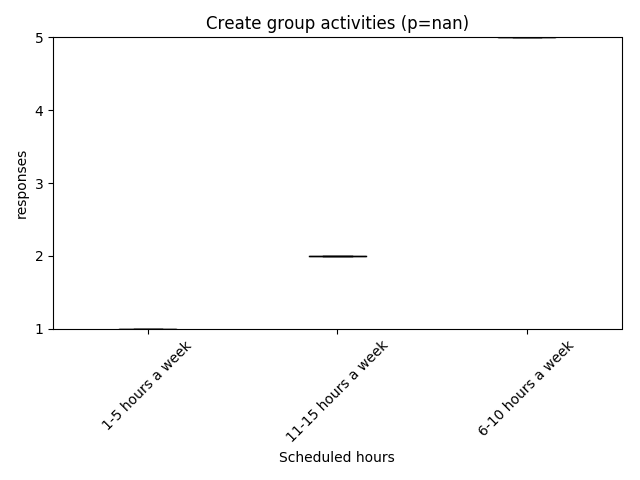 Create group activities (p=nan)
5
4
3
2
1
responses
1-5 hours a week
11-15 hours a week
6-10 hours a week
Scheduled hours